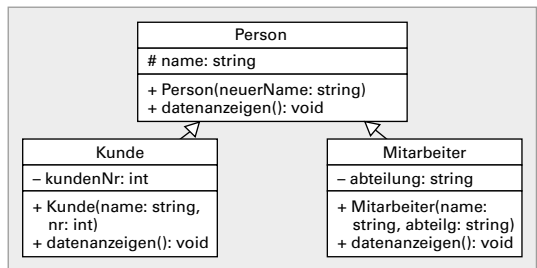 Person
# name: string
+ Person(neuerName: string)
+ datenanzeigen(): void
Kunde
– kundenNr: int
+ Kunde(name: string,
nr: int)
+ datenanzeigen(): void
Mitarbeiter
– abteilung: string
+ Mitarbeiter(name:
string, abteilg: string)
+ datenanzeigen(): void